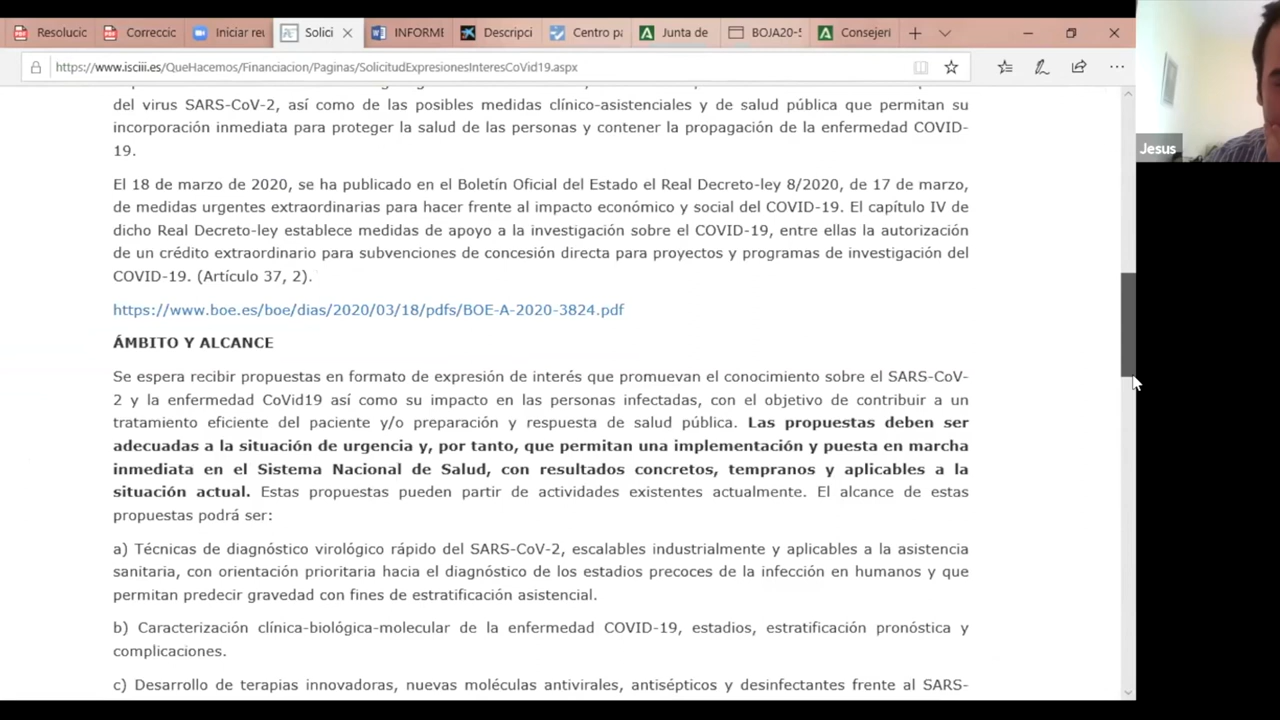 Resolucic
Correccic
Iniciar reu
Solici
INFORME
Descripci
Centro pa
Junta de
BOJA20-5
Consejeri
https://www.isciii.es/QueHacemos/Financiacion/Paginas/SolicitudExpresionesInteresCoVid19.aspx
Jesus
del virus SARS-CoV-2, así como de las posibles medidas clínico-asistenciales y de salud pública que permitan su
incorporación inmediata para proteger la salud de las personas y contener la propagación de la enfermedad COVID-
19.
El 18 de marzo de 2020, se ha publicado en el Boletín Oficial del Estado el Real Decreto-ley 8/2020, de 17 de marzo,
de medidas urgentes extraordinarias para hacer frente al impacto económico y social del COVID-19. El capítulo IV de
dicho Real Decreto-ley establece medidas de apoyo a la investigación sobre el COVID-19, entre ellas la autorización
de un crédito extraordinario para subvenciones de concesión directa para proyectos y programas de investigación del
COVID-19. (Artículo 37, 2).
https://www.boe.es/boe/dias/2020/03/18/pdfs/BOE-A-2020-3824.pdf
ÁMBITO Y ALCANCE
Se espera recibir propuestas en formato de expresión de interés que promuevan el conocimiento sobre el SARS-CoV-
2 y la enfermedad CoVid19 así como su impacto en las personas infectadas, con el objetivo de contribuir a un
tratamiento eficiente del paciente y/o preparación y respuesta de salud pública. Las propuestas deben ser
adecuadas a la situación de urgencia y, por tanto, que permitan una implementación y puesta en marcha
inmediata en el Sistema Nacional de Salud, con resultados concretos, tempranos y aplicables a la
situación actual. Estas propuestas pueden partir de actividades existentes actualmente. El alcance de estas
propuestas podrá ser:
a) Técnicas de diagnóstico virológico rápido del SARS-CoV-2, escalables industrialmente y aplicables a la asistencia
sanitaria, con orientación prioritaria hacia el diagnóstico de los estadios precoces de la infección en humanos y que
permitan predecir gravedad con fines de estratificación asistencial.
b) Caracterización clínica-biológica-molecular de la enfermedad COVID-19, estadios, estratificación pronóstica y
complicaciones.
c) Desarrollo de terapias innovadoras, nuevas moléculas antivirales, antisépticos y desinfectantes frente al SARS-